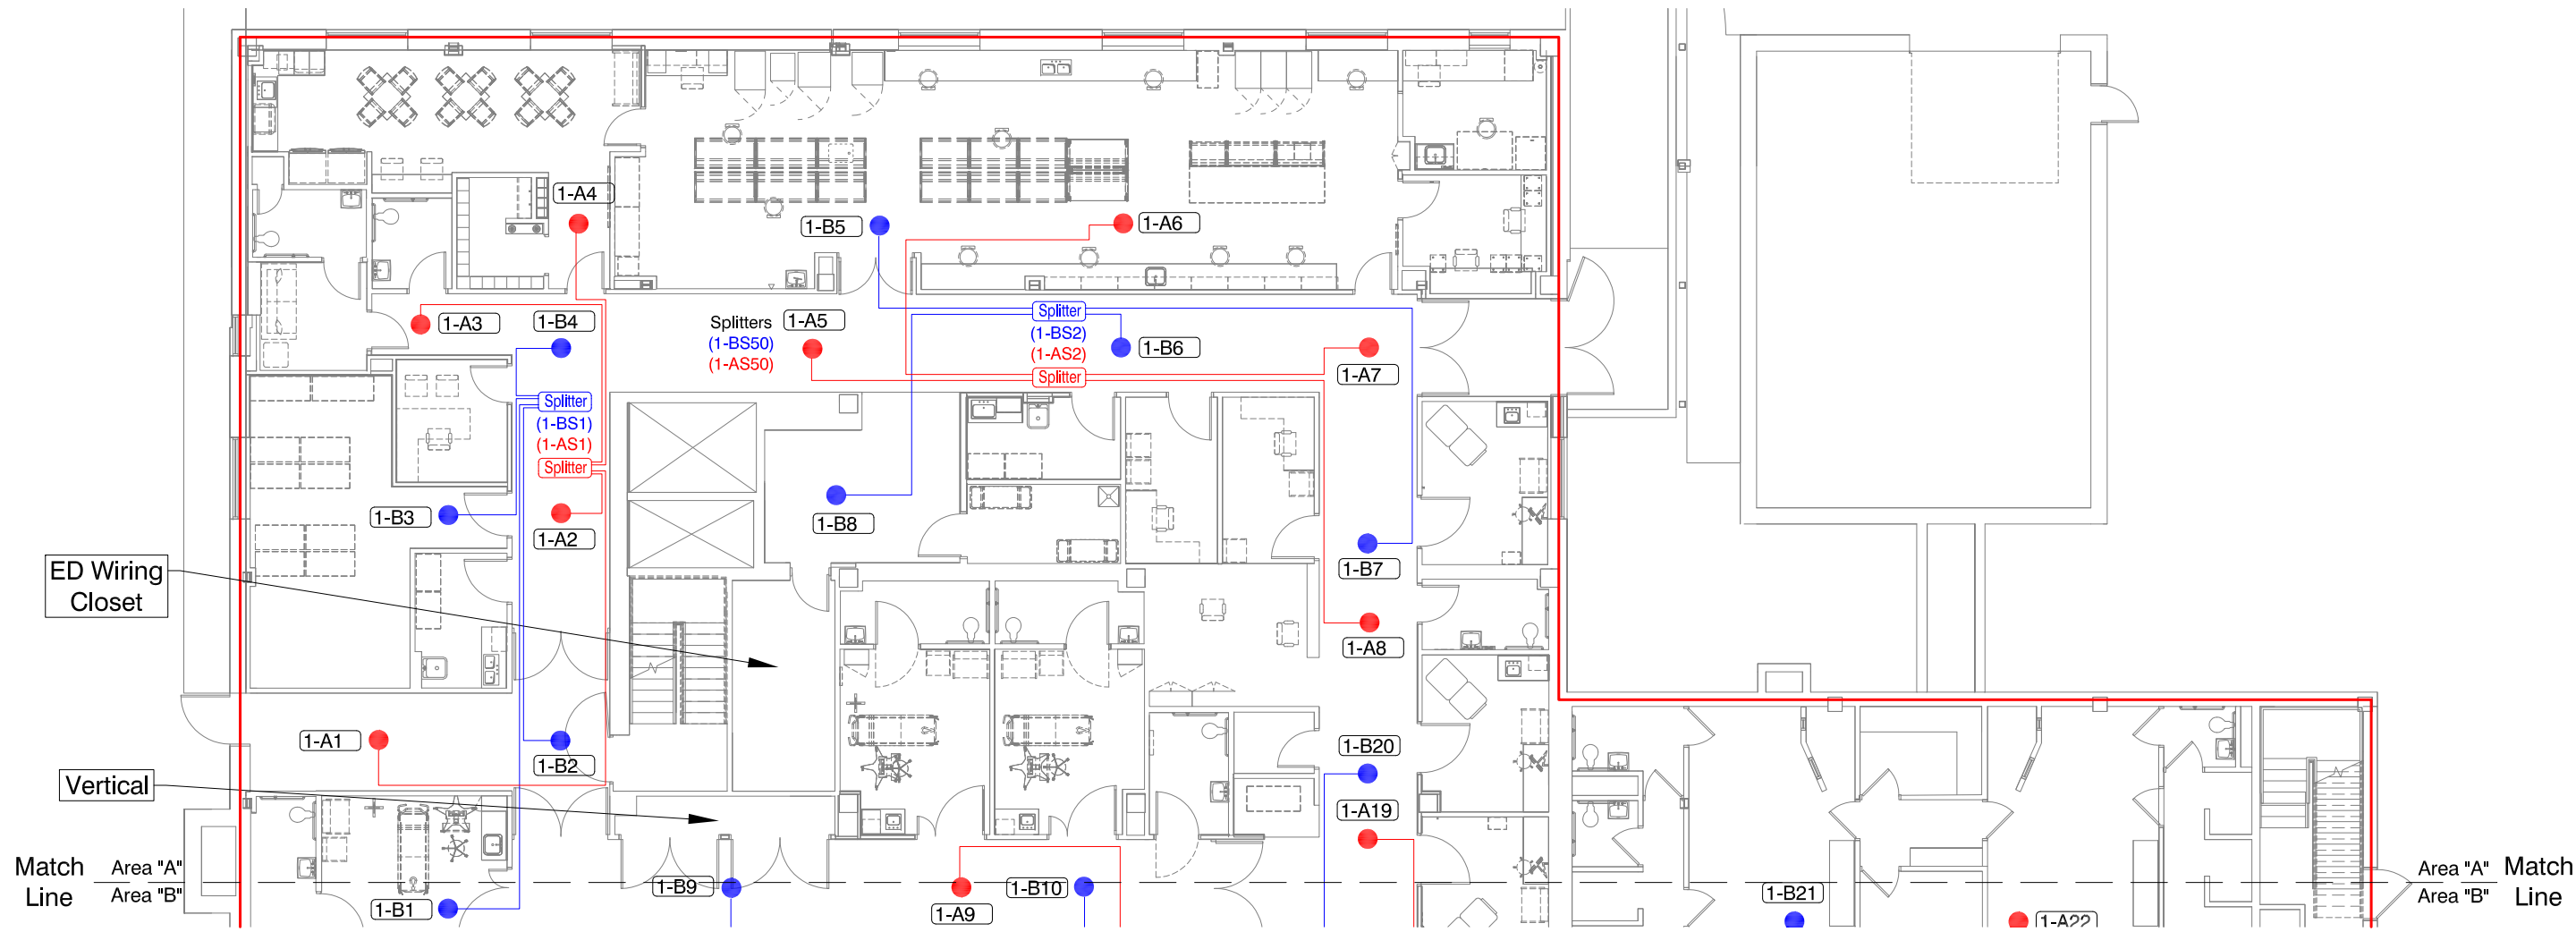 1-A4
1-B5
1-A6
1-A3
1-B4
Splitters
(1-BS50)
(1-AS50)
1-A5
Splitter
(1-BS2)
(1-AS2)
Splitter
1-B6
1-A7
Splitter
(1-BS1)
(1-AS1)
Splitter
1-B3
1-A2
1-B8
1-B7
ED Wiring
Closet
1-A8
1-A1
1-B2
1-B20
Vertical
1-A19
Match
Line
Area "A"
Area "B"
1-B1
1-B9
1-A9
1-B10
1-B21
1-A22
Area "A"
Area "B"
Match
Line